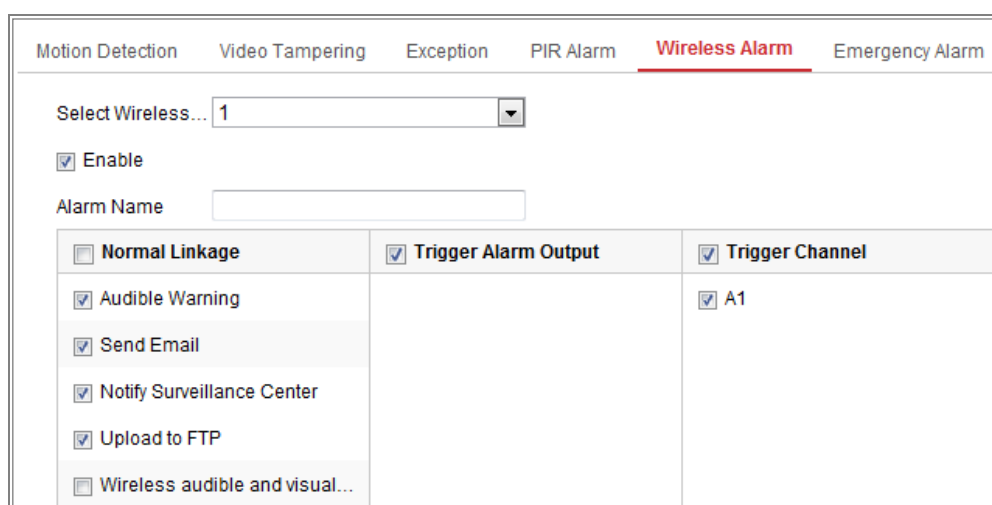 Motion Detection Video Tampering Exception PIR Alarm Wireless Alarm Emergency Alarm
Select Wireless... 1
Enable
Alarm Name
Normal Linkage Trigger Alarm Output Trigger Channel
Audible Warning A1
Send Email
Notify Surveillance Center
Upload to FTP
Wireless audible and visual...